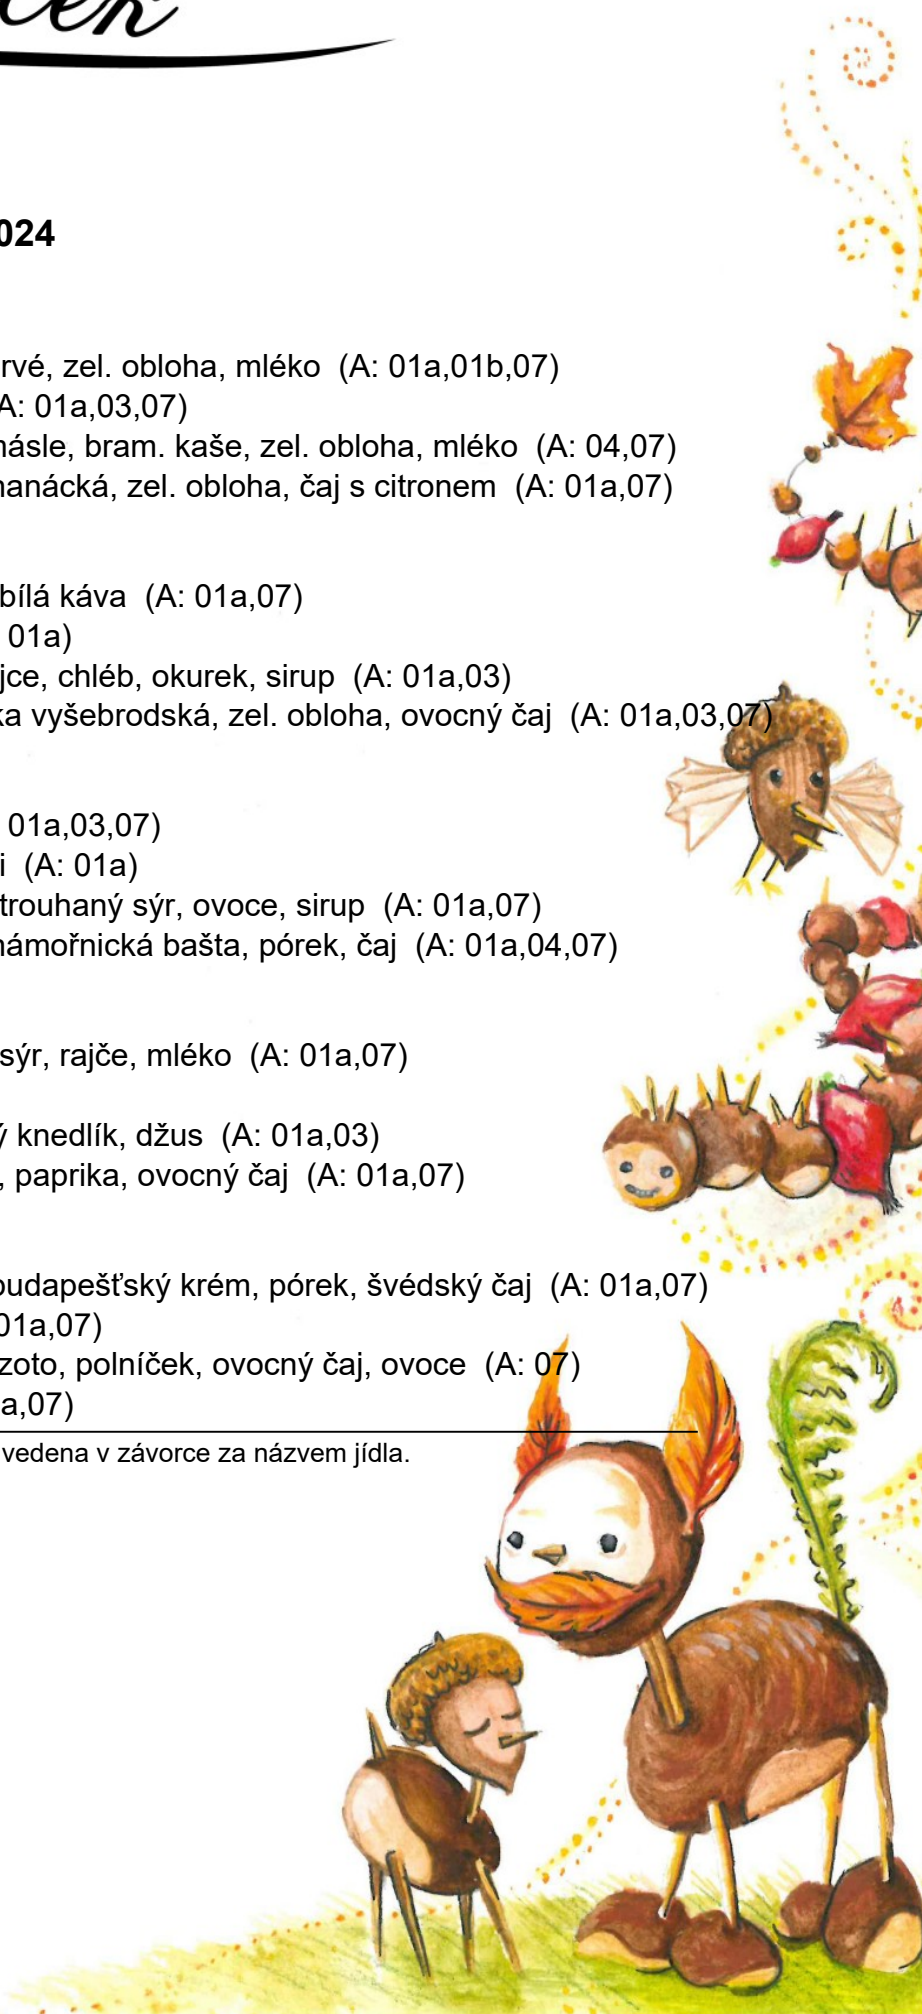 024
rvé, zel. obloha, mléko (A: 01a,01b,07)
A: 01a,03,07)
násle, bram. kaše, zel. obloha, mléko (A: 04,07)
nanácká, zel. obloha, čaj s citronem (A: 01a,07)
bílá káva (A: 01a,07)
01a)
jce, chléb, okurek, sirup (A: 01a,03)
ka vyšebrodská, zel. obloha, ovocný čaj (A: 01a,03,07)
01a,03,07)
i (A: 01a)
trouhaný sýr, ovoce, sirup (A: 01a,07)
námořnická bašta, pórek, čaj (A: 01a,04,07)
sýr, rajče, mléko (A: 01a,07)
ý knedlík, džus (A: 01a,03)
, paprika, ovocný čaj (A: 01a,07)
budapešťský krém, pórek, švédský čaj (A: 01a,07)
01a,07)
zoto, polníček, ovocný čaj, ovoce (A: 07)
a,07)
vedena v závorce za názvem jídla.